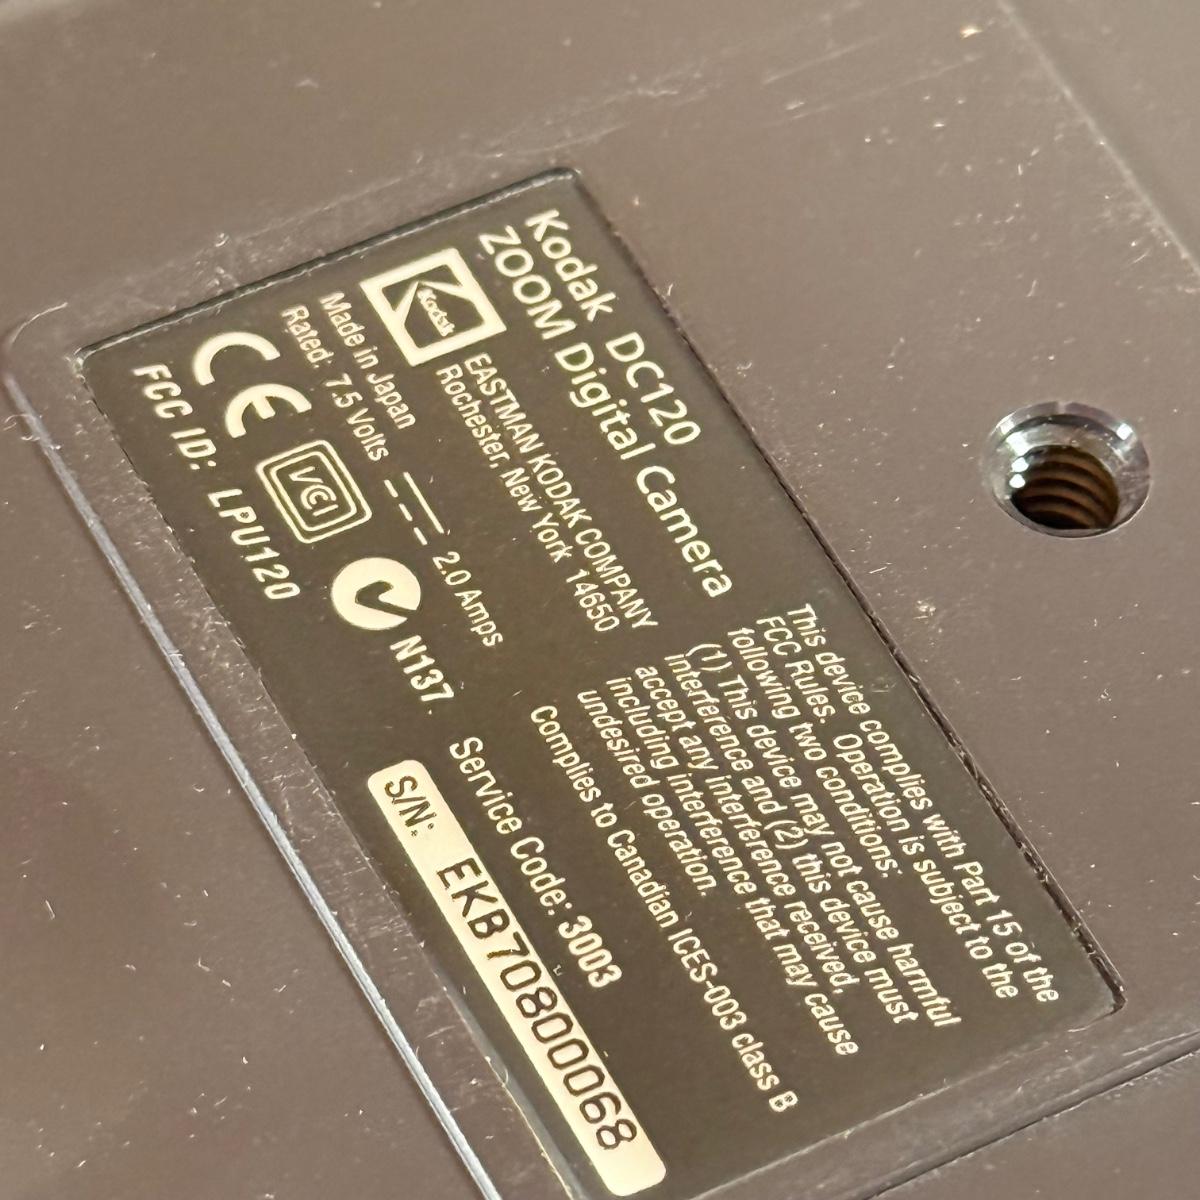 Kodak DC120
ZOOM Digital Camera
Kodak
EASTMAN KODAK COMPANY
Rochester, New York 14650
Made in Japan
Rated: 7.5 Volts 2.0 Amps
CE VCI N137
FCC ID: LPU120
This device complies with Part 15 of the
FCC Rules. Operation is subject to the
following two conditions:
(1) This device may not cause harmful
interference and (2) this device must
accept any interference received,
including interference that may cause
undesired operation.
Complies to Canadian ICES-003 class B
Service Code: 3003
S/N: EKB70800068